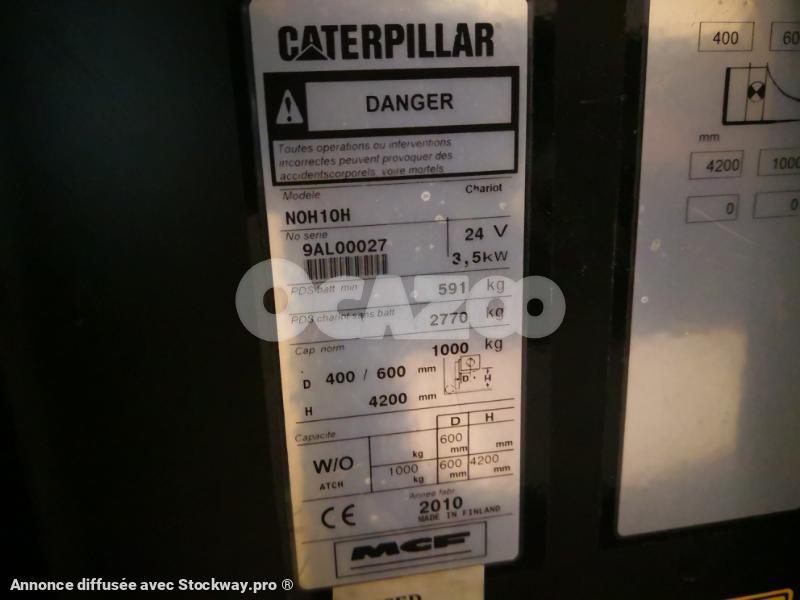 CATERPILLAR
DANGER
Toutes operations ou interventions
incorrectes peuvent provoquer des
accidentscorporels, voire mortels
Modele Chariot
NOH10H
No serie 24 V
9AL00027 3,5kW
PDS batt. min 591 kg
PDS chariot sans batt 2770 kg
Cap norm 1000 kg
D 400 / 600 mm D H
H 4200 mm
Capacite D H
kg 600 mm mm
W/O 1000 kg 600 mm 4200 mm
ATCH
Annee fabr.
CE 2010
MADE IN FINLAND
MCF
400 60
mm
4200 1000
0 0
OCAZOO
Annonce diffusée avec Stockway.pro ®